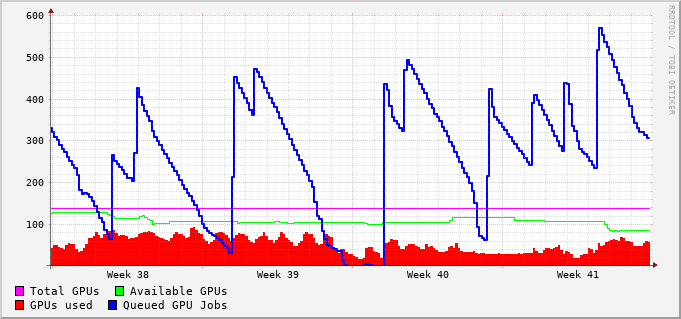 600
500
400
300
200
100
Week 38 Week 39 Week 40 Week 41
Total GPUs Available GPUs
GPUs used Queued GPU Jobs
RRDTOOL / TOBI OETIKER